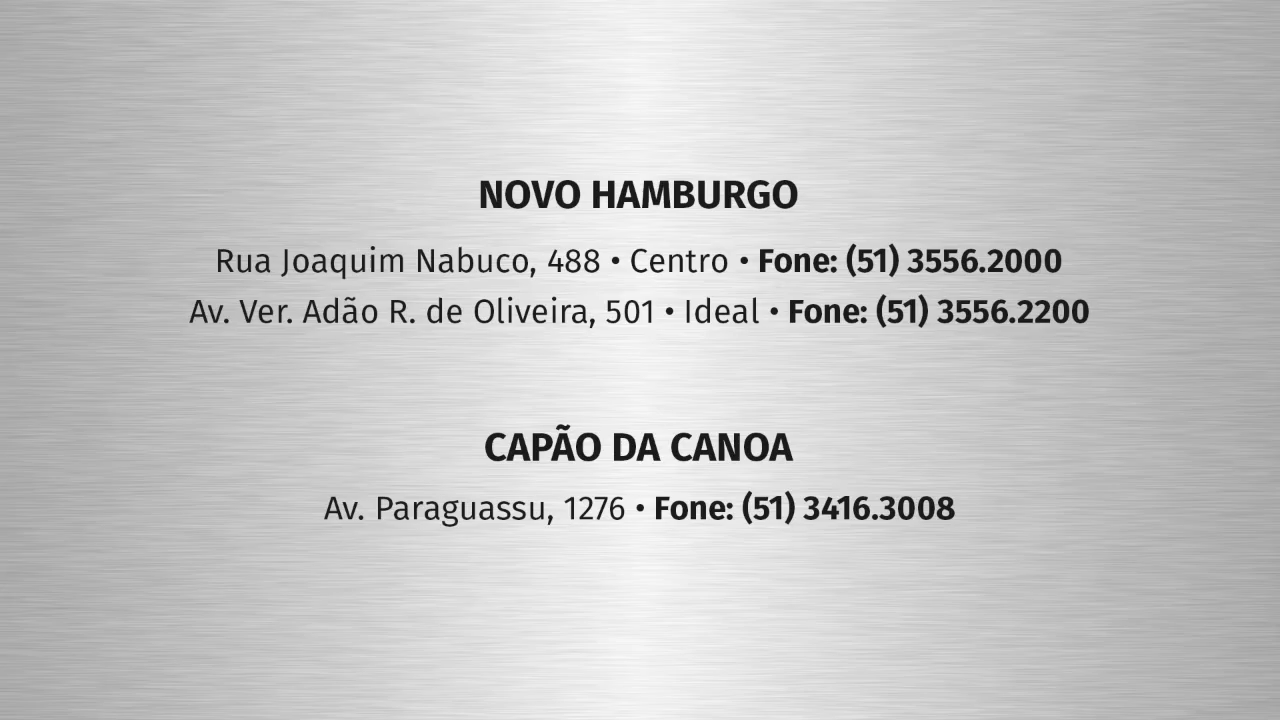 NOVO HAMBURGO
Rua Joaquim Nabuco, 488 • Centro • Fone: (51) 3556.2000
Av. Ver. Adão R. de Oliveira, 501 • Ideal • Fone: (51) 3556.2200
CAPÃO DA CANOA
Av. Paraguassu, 1276 • Fone: (51) 3416.3008